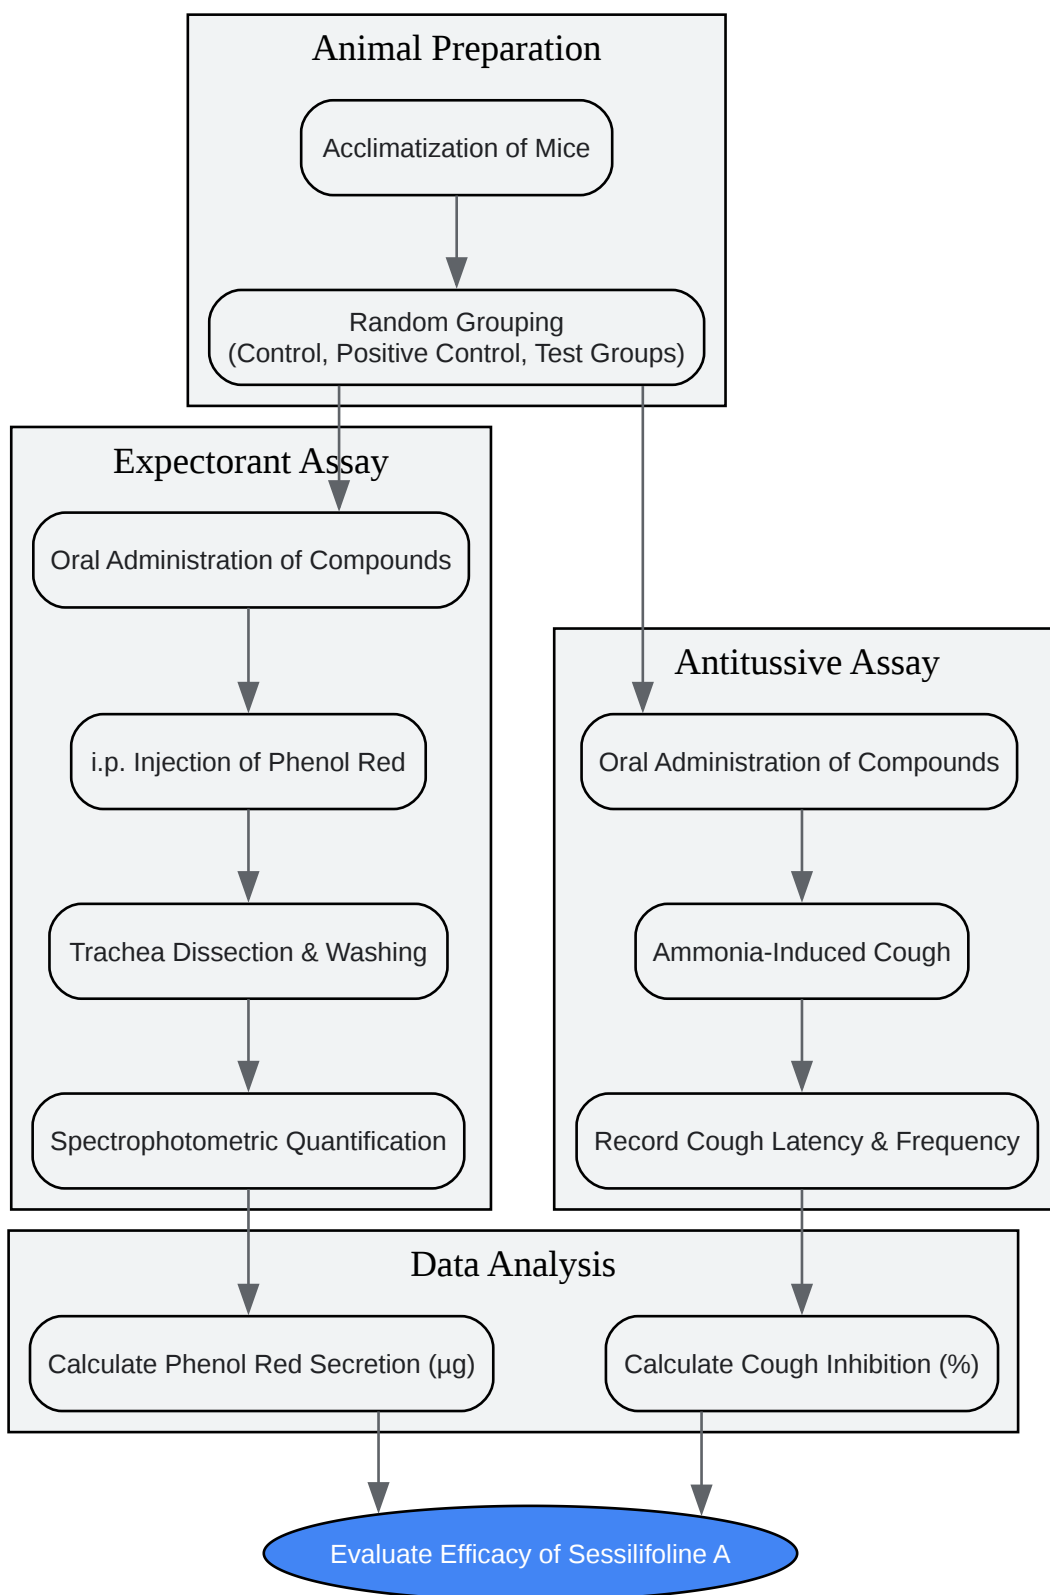 Animal Preparation
Acclimatization of Mice
Random Grouping
(Control, Positive Control, Test Groups)
Expectorant Assay
Oral Administration of Compounds
i.p. Injection of Phenol Red
Trachea Dissection & Washing
Spectrophotometric Quantification
Antitussive Assay
Oral Administration of Compounds
Ammonia-Induced Cough
Record Cough Latency & Frequency
Data Analysis
Calculate Phenol Red Secretion (µg)
Calculate Cough Inhibition (%)
Evaluate Efficacy of Sessilifoline A